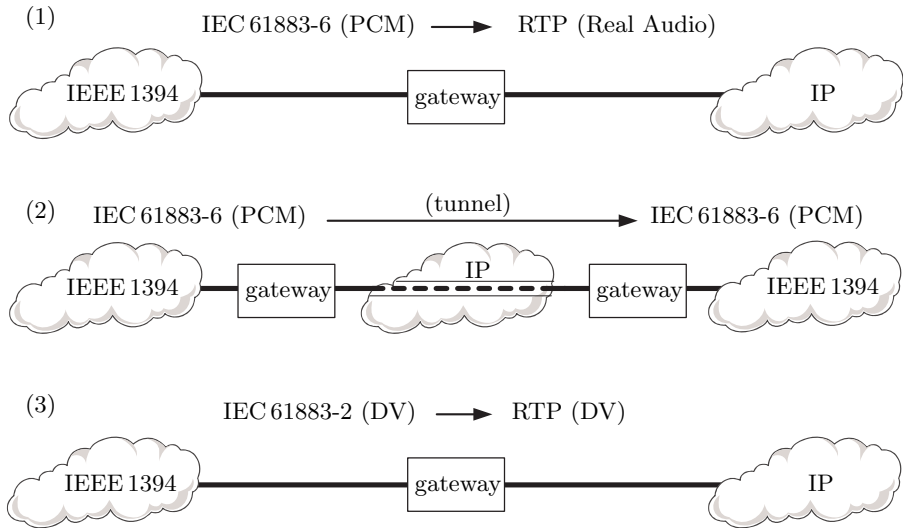 (1) IEC 61883-6 (PCM) RTP (Real Audio)
IEEE 1394 gateway IP
(2) IEC 61883-6 (PCM) (tunnel) IEC 61883-6 (PCM)
IEEE 1394 gateway IP gateway IEEE 1394
(3) IEC 61883-2 (DV) RTP (DV)
IEEE 1394 gateway IP